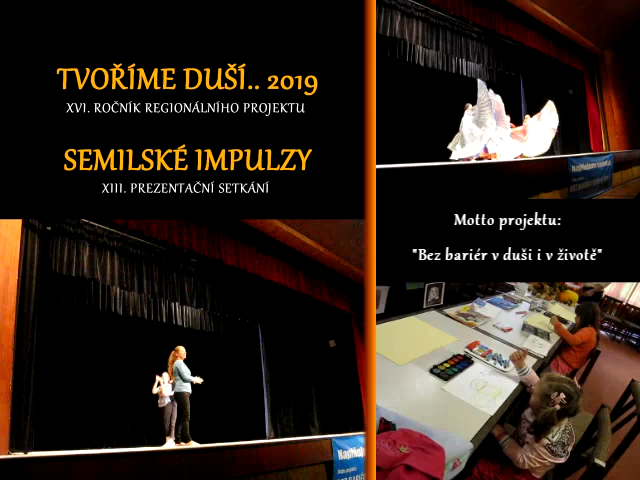 TVOŘÍME DUŠÍ.. 2019
XVI. ROČNÍK REGIONÁLNÍHO PROJEKTU
SEMILSKÉ IMPULZY
XIII. PREZENTAČNÍ SETKÁNÍ
Motto projektu:
"Bez bariér v duši i v životě"